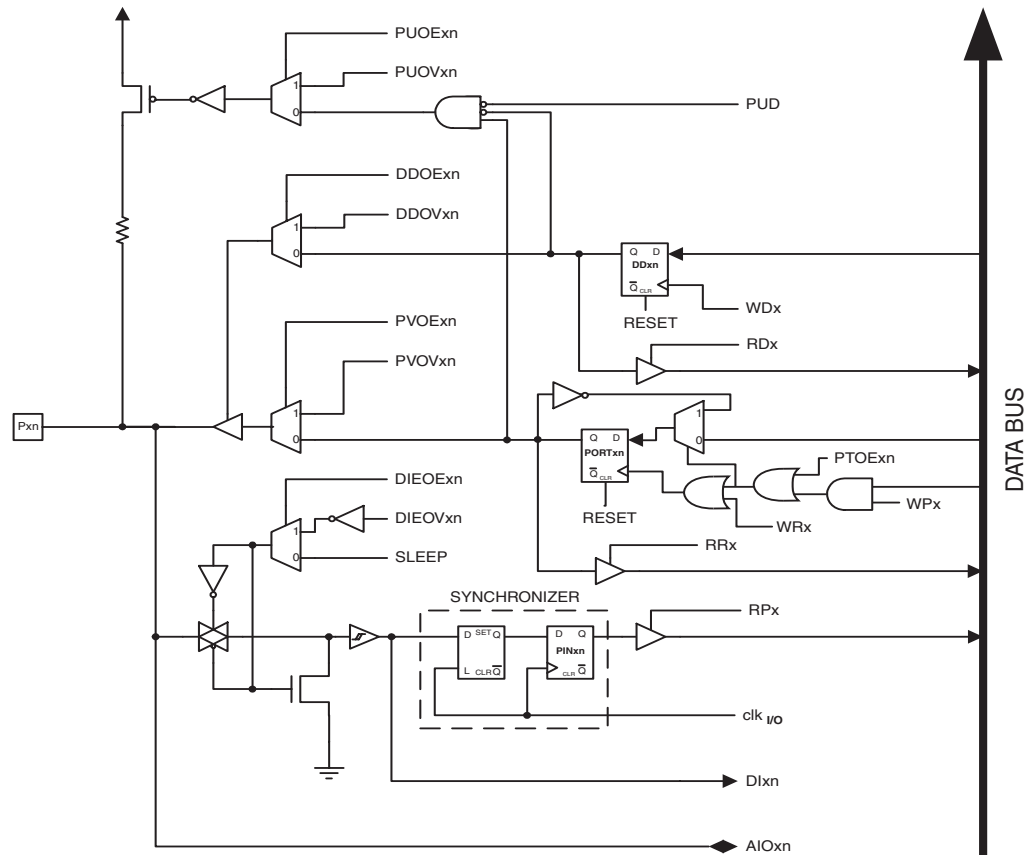 PUOExn
PUOVxn
1
0
PUD
DDOExn
DDOVxn
1
0
Q D
DDxn
Q CLR
WDx
RESET
PVOExn
RDx
PVOVxn
1
0
Pxn
1
0
Q D
PORTxn
Q CLR
PTOExn
DIEOExn
WPx
RESET
WRx
DIEOVxn
1
0
SLEEP
RRx
SYNCHRONIZER
D SET Q
L CLR Q
D Q
PINxn
CLR Q
RPx
clk I/O
DIxn
AIOxn
DATA BUS